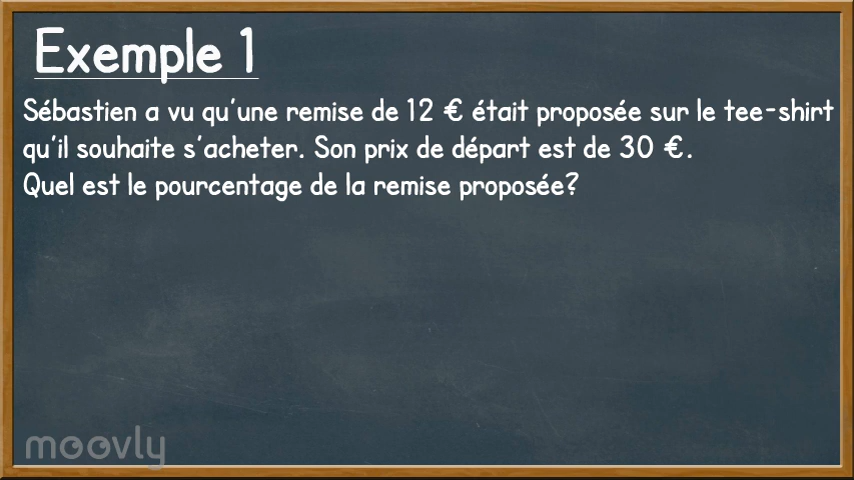 Exemple 1
Sébastien a vu qu'une remise de 12 € était proposée sur le tee-shirt
qu'il souhaite s'acheter. Son prix de départ est de 30 €.
Quel est le pourcentage de la remise proposée?
moovly